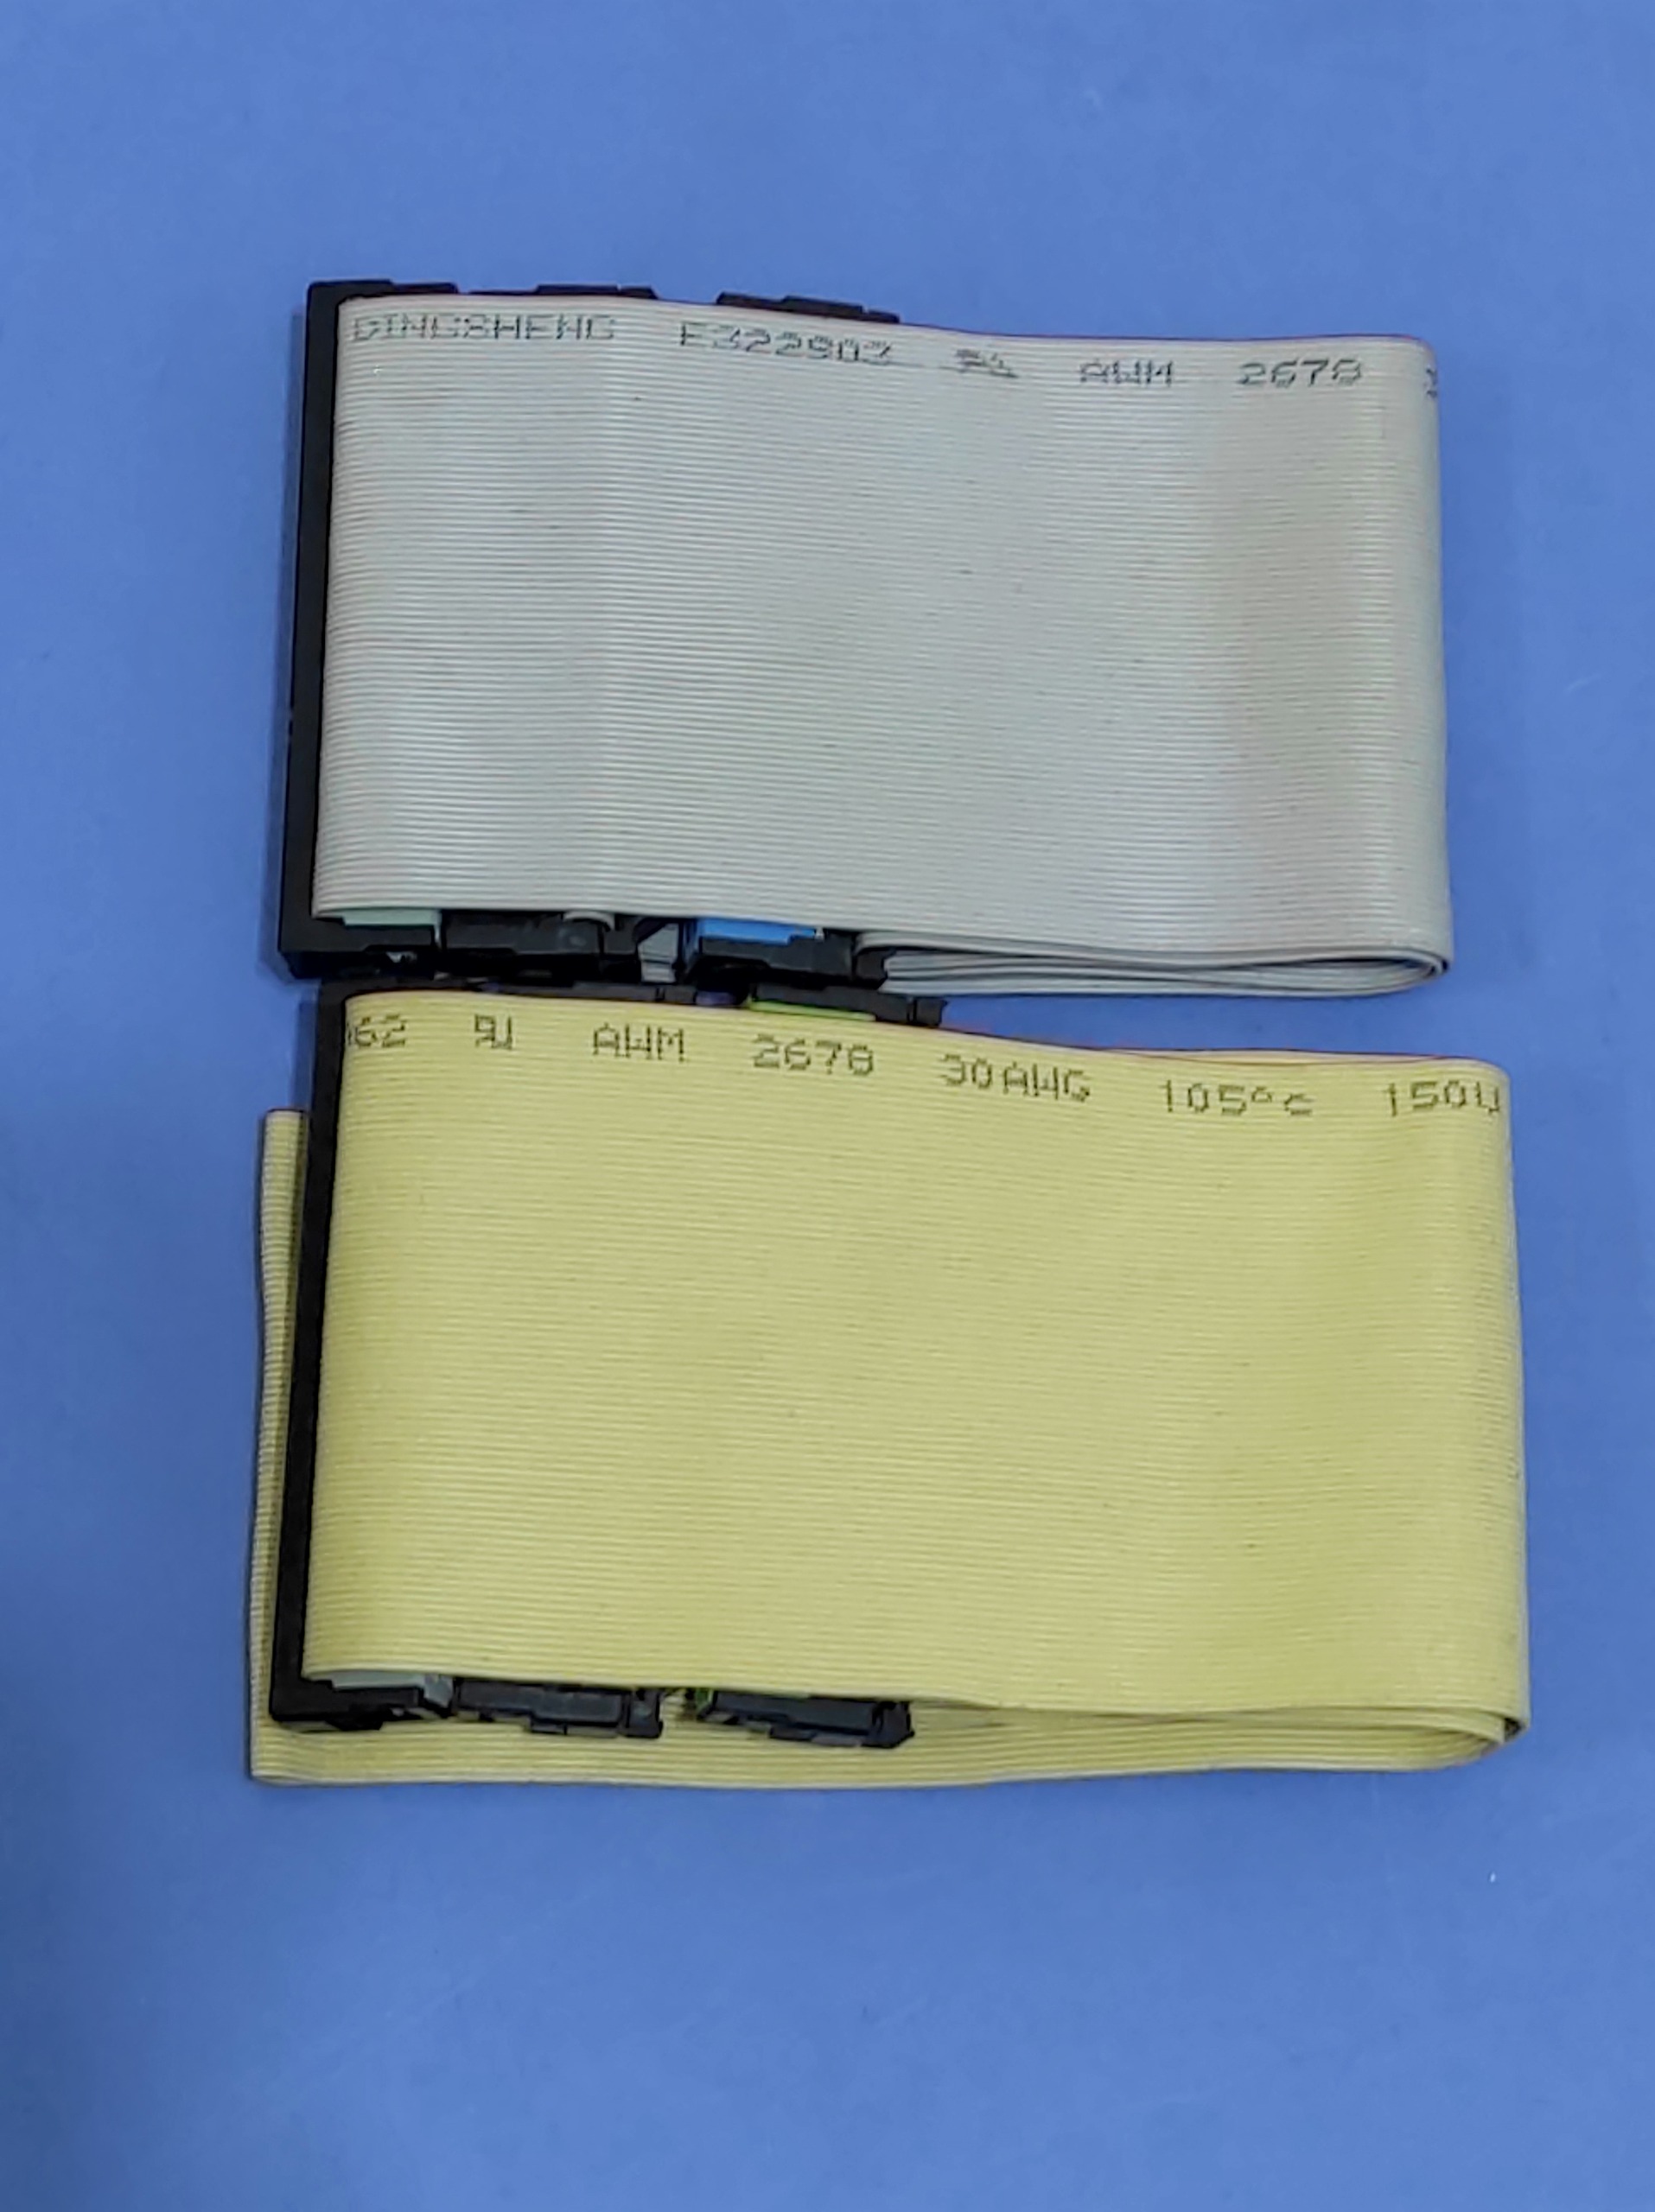 DINGSHENG E322903 AWM 2678
62 AWM 2678 30AWG 105°c 150V